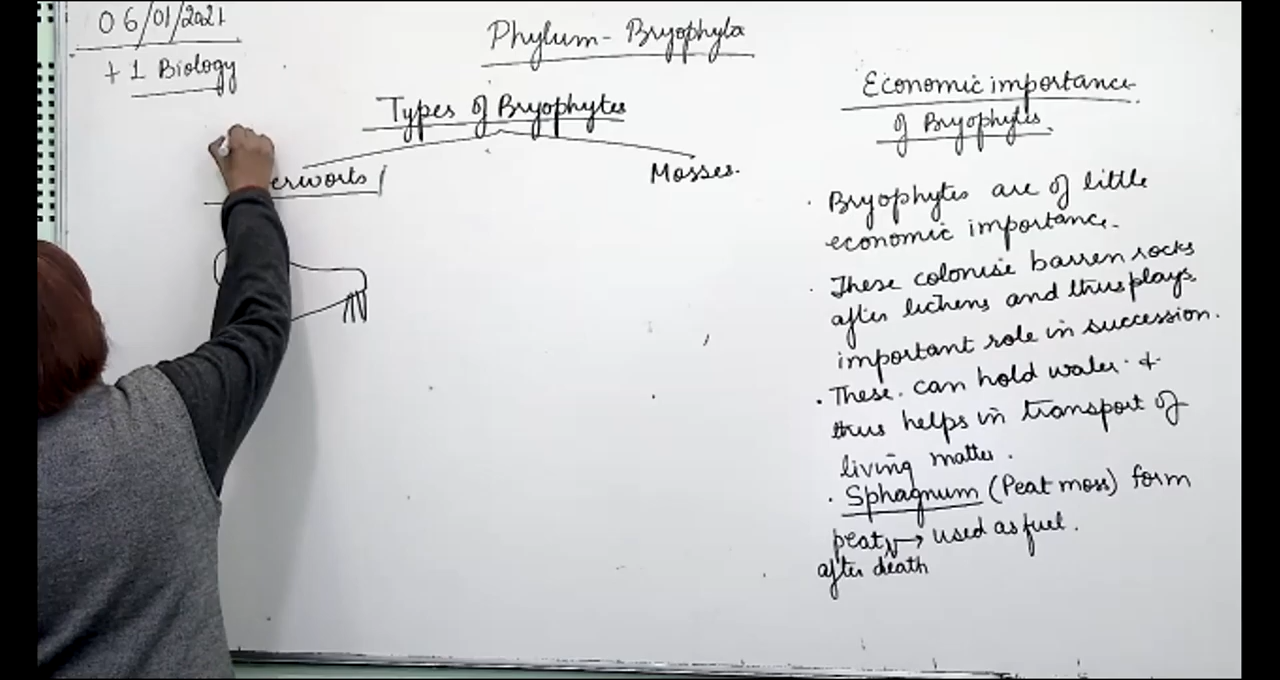 06/01/2021
+1 Biology
Phylum - Bryophyta
Types of Bryophytes
erworts
Mosses.
Economic importance
of Bryophytes.
. Bryophytes are of little
economic importance.
. These colonise barren rocks
after lichens and thus plays
important role in succession.
. These can hold water &
thus helps in transport of
living matter.
. Sphagnum (Peat moss) form
peat → used as fuel.
after death